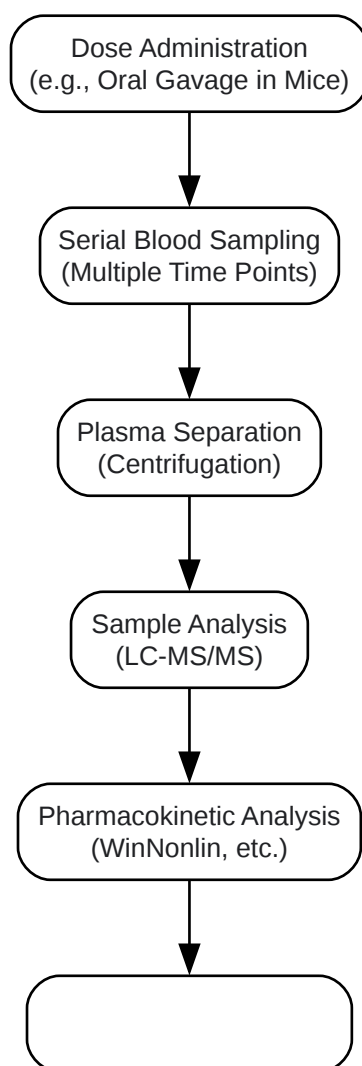 Dose Administration
(e.g., Oral Gavage in Mice)
Serial Blood Sampling
(Multiple Time Points)
Plasma Separation
(Centrifugation)
Sample Analysis
(LC-MS/MS)
Pharmacokinetic Analysis
(WinNonlin, etc.)